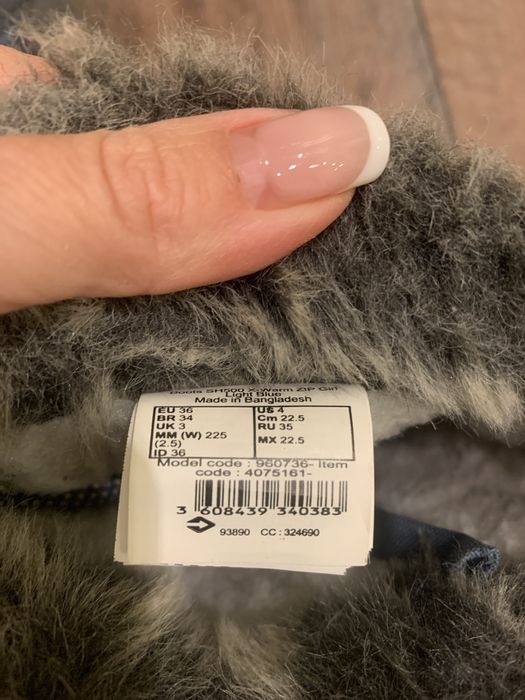 Boots SH500 X-Warm ZIP Girl
Light Blue
Made in Bangladesh
EU 36
BR 34
UK 3
MM (W) 225
(2.5)
ID 36
US 4
Cm 22.5
RU 35
MX 22.5
Model code : 960736- Item
code : 4075161-
3 608439 340383
93890 CC : 324690